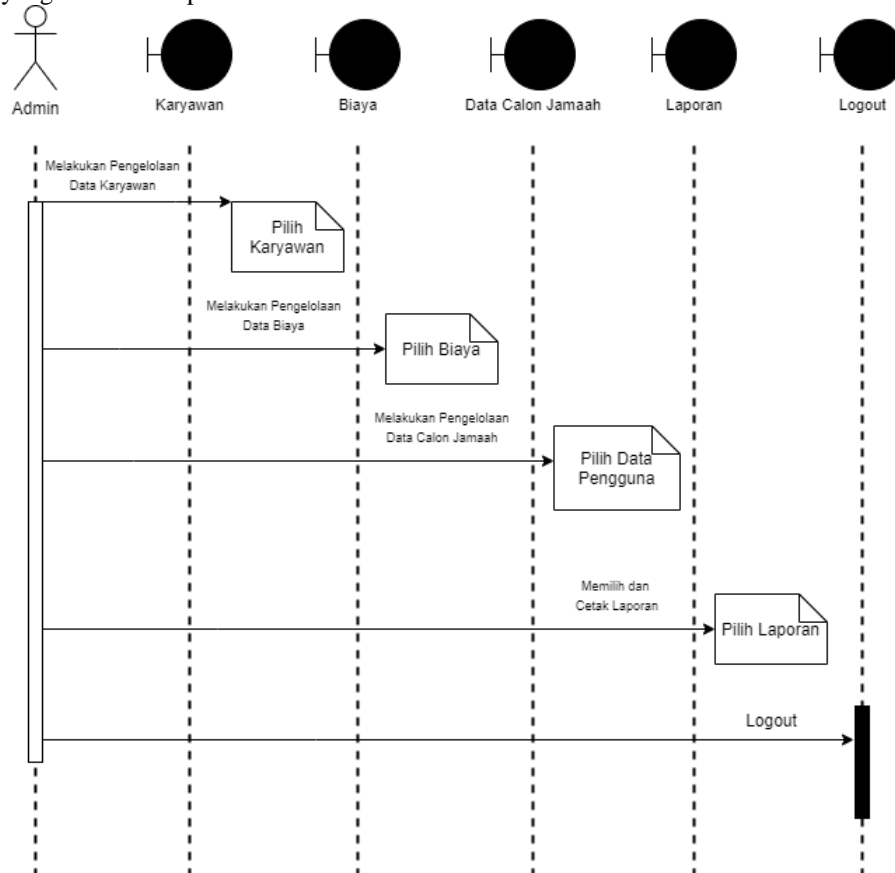 Admin
Karyawan
Biaya
Data Calon Jamaah
Laporan
Logout
Melakukan Pengelolaan
Data Karyawan
Pilih
Karyawan
Melakukan Pengelolaan
Data Biaya
Pilih Biaya
Melakukan Pengelolaan
Data Calon Jamaah
Pilih Data
Pengguna
Memilih dan
Cetak Laporan
Pilih Laporan
Logout